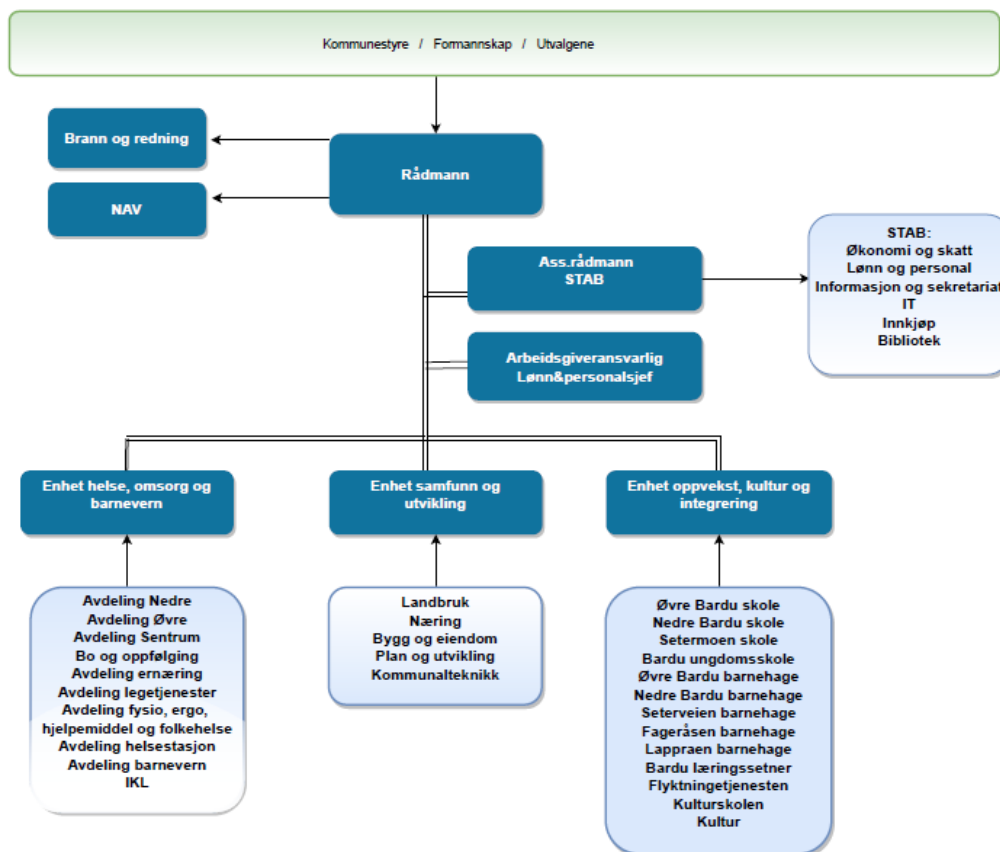 Kommunestyre / Formannskap / Utvalgene
Brann og redning
Rådmann
NAV
Ass.rådmann
STAB
STAB:
Økonomi og skatt
Lønn og personal
Informasjon og sekretariat
IT
Innkjøp
Bibliotek
Arbeidsgiveransvarlig
Lønn&personalsjef
Enhet helse, omsorg og
barnevern
Enhet samfunn og
utvikling
Enhet oppvekst, kultur og
integrering
Avdeling Nedre
Avdeling Øvre
Avdeling Sentrum
Bo og oppfølging
Avdeling ernæring
Avdeling legetjenester
Avdeling fysio, ergo,
hjelpemiddel og folkehelse
Avdeling helsestasjon
Avdeling barnevern
IKL
Landbruk
Næring
Bygg og eiendom
Plan og utvikling
Kommunalteknikk
Øvre Bardu skole
Nedre Bardu skole
Setermoen skole
Bardu ungdomsskole
Øvre Bardu barnehage
Nedre Bardu barnehage
Seterveien barnehage
Fageråsen barnehage
Lappraen barnehage
Bardu læringssetner
Flyktningetjenesten
Kulturskolen
Kultur